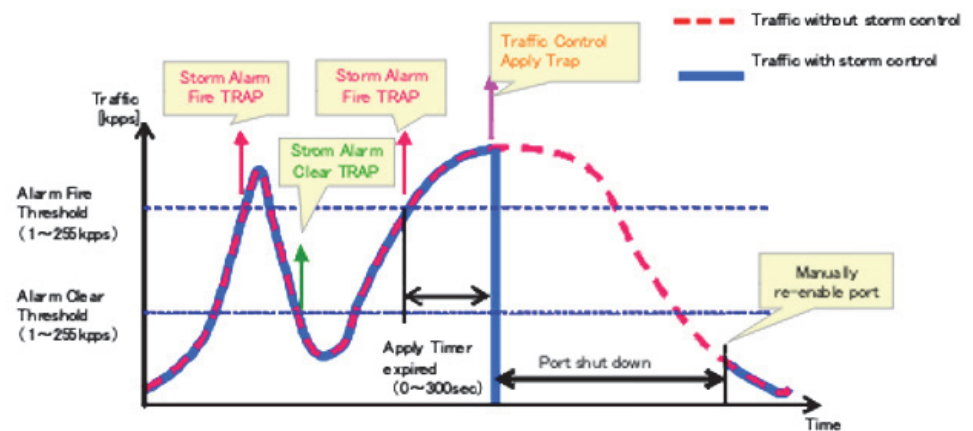 Traffic without storm control
Traffic with storm control
Traffic Control
Apply Trap
Storm Alarm
Fire TRAP
Storm Alarm
Fire TRAP
Strom Alarm
Clear TRAP
Traffic
[kpps]
Alarm Fire
Threshold
(1～255kpps)
Alarm Clear
Threshold
(1～255kpps)
Manually
re-enable port
Apply Timer
expired
(0～300sec)
Port shut down
Time